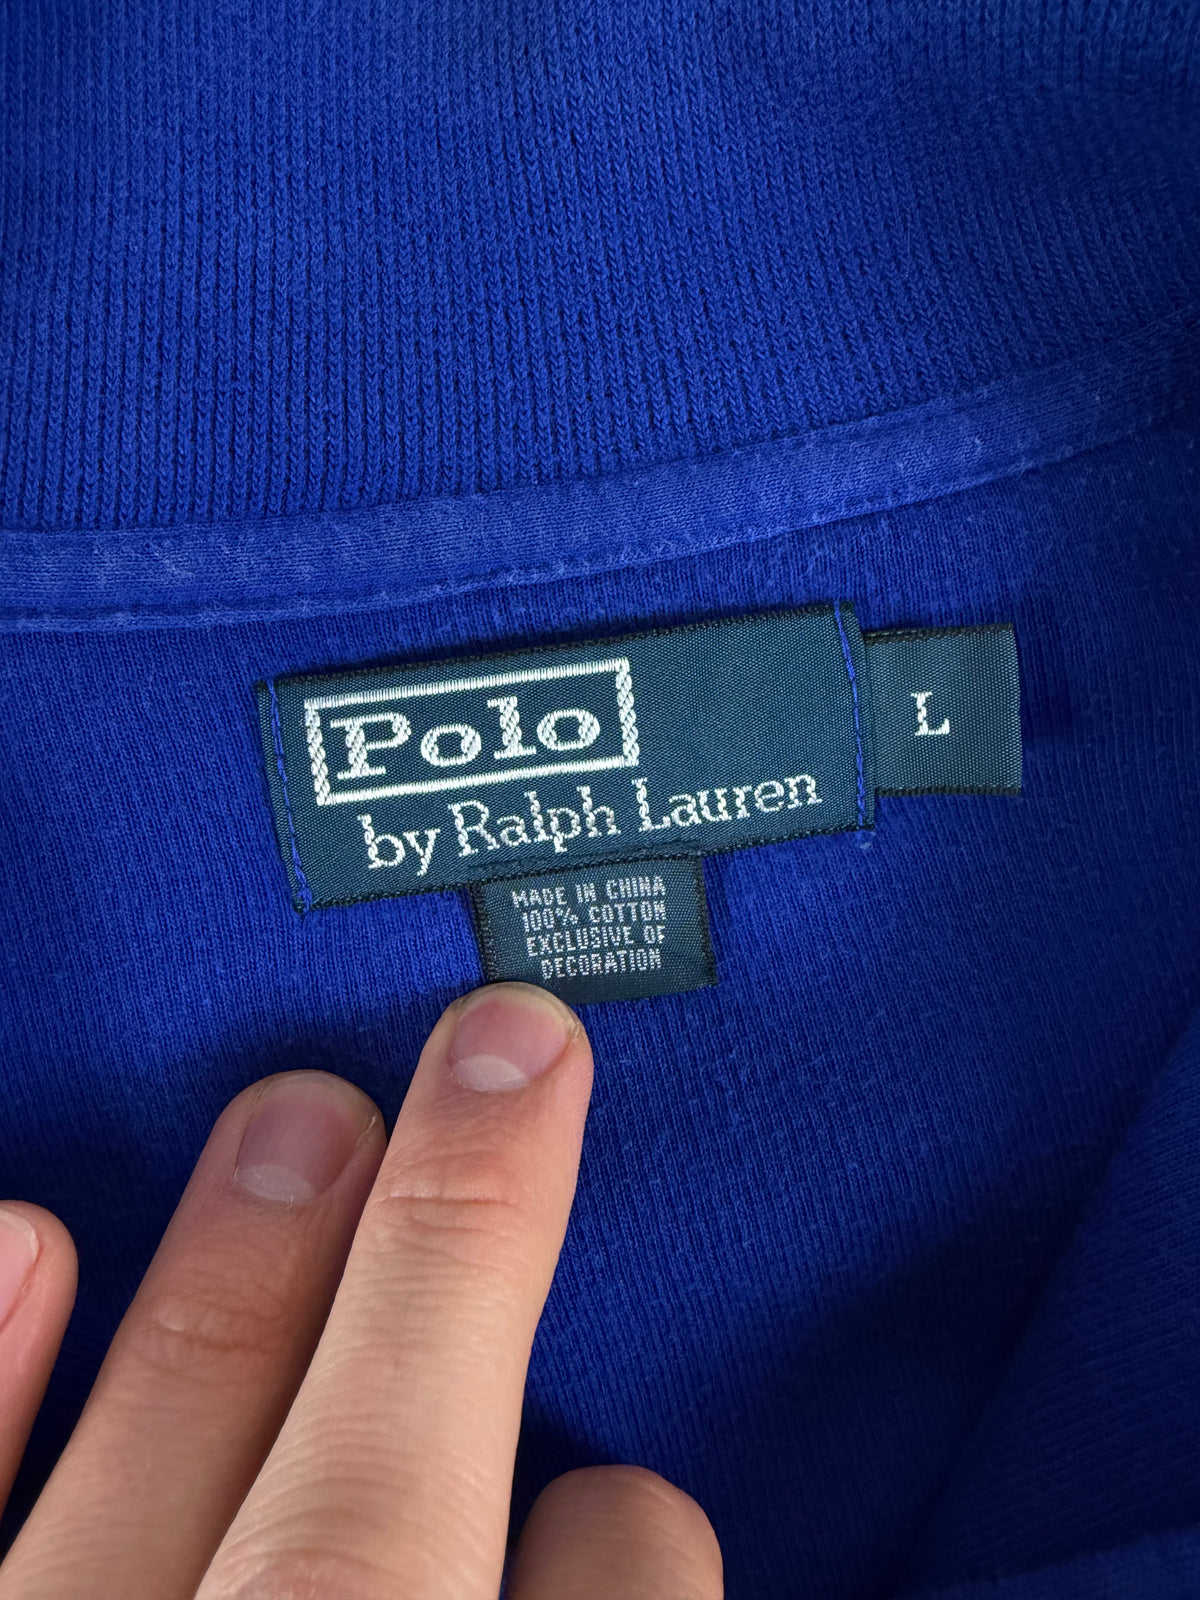 Polo
by Ralph Lauren
L
MADE IN CHINA
100% COTTON
EXCLUSIVE OF
DECORATION